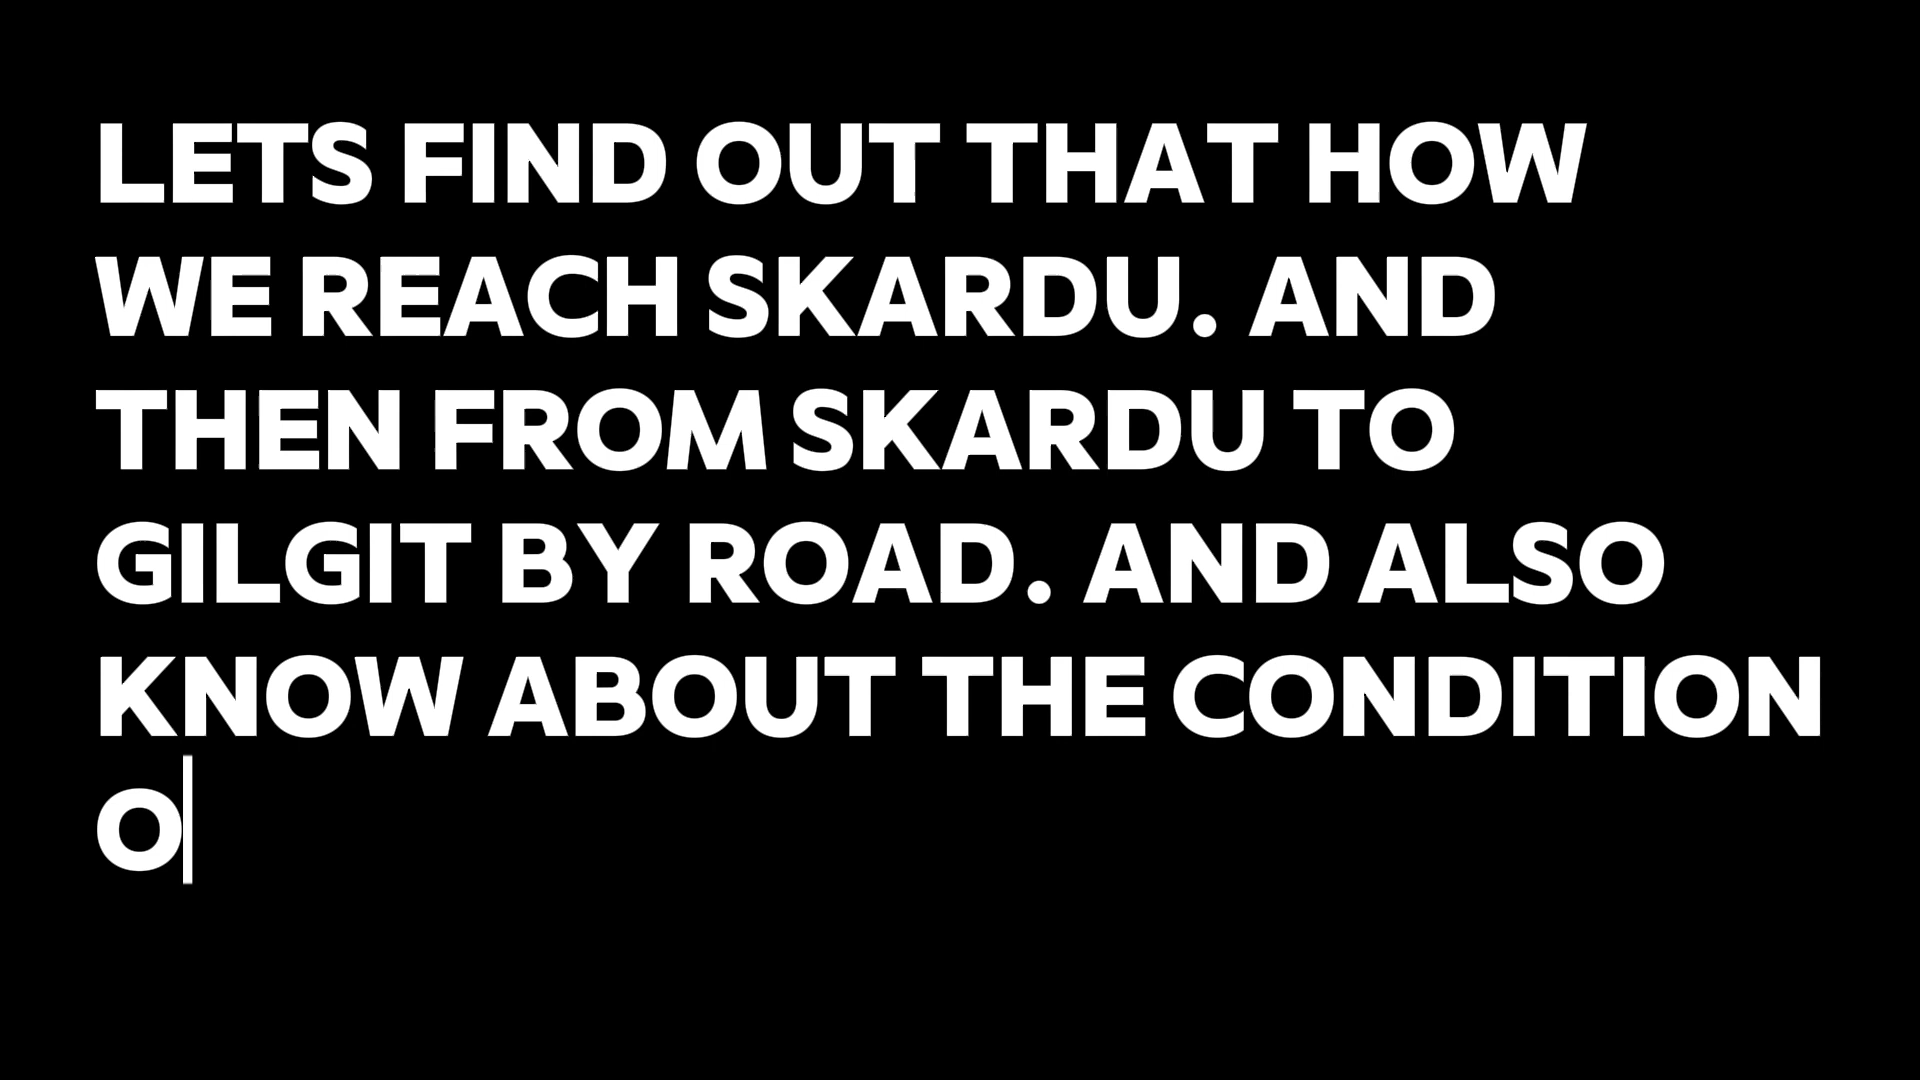 LETS FIND OUT THAT HOW
WE REACH SKARDU. AND
THEN FROM SKARDU TO
GILGIT BY ROAD. AND ALSO
KNOW ABOUT THE CONDITION
O